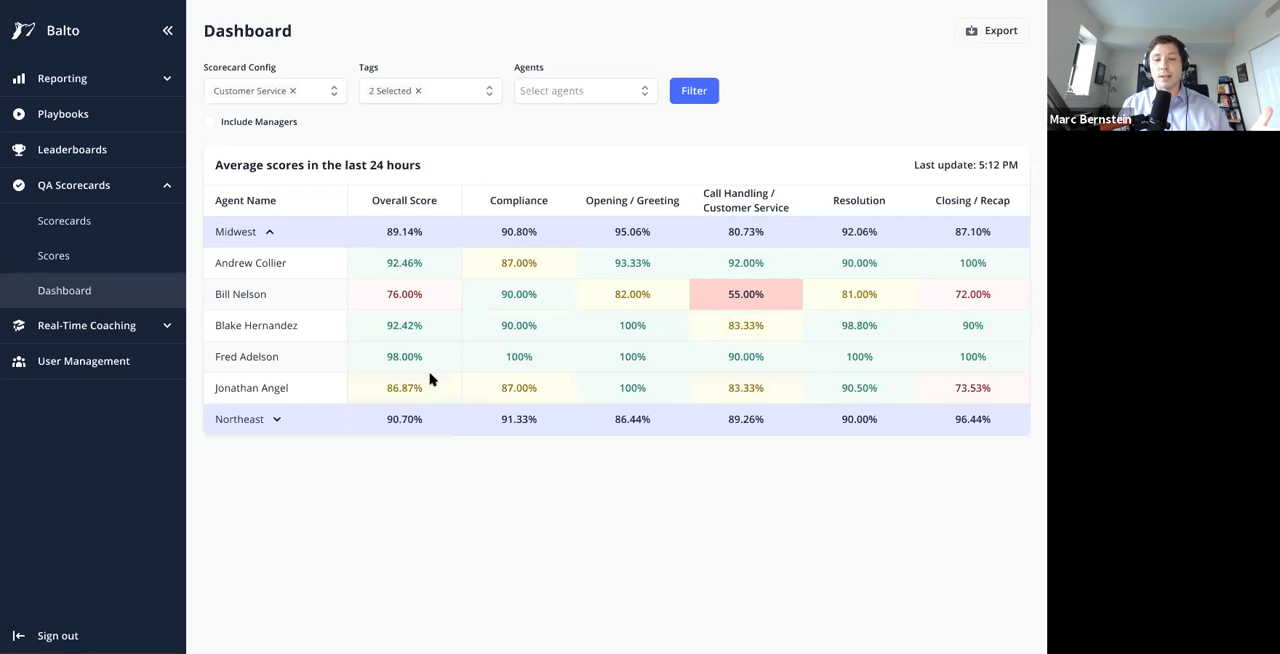 Balto
Reporting
Playbooks
Leaderboards
QA Scorecards
Scorecards
Scores
Dashboard
Real-Time Coaching
User Management
Sign out
Dashboard
Export
Scorecard Config
Tags
Agents
Customer Service ×
2 Selected ×
Select agents
Filter
Include Managers
Average scores in the last 24 hours
Last update: 5:12 PM
Agent Name Overall Score Compliance Opening / Greeting Call Handling / Customer Service Resolution Closing / Recap
Midwest 89.14% 90.80% 95.06% 80.73% 92.06% 87.10%
Andrew Collier 92.46% 87.00% 93.33% 92.00% 90.00% 100%
Bill Nelson 76.00% 90.00% 82.00% 55.00% 81.00% 72.00%
Blake Hernandez 92.42% 90.00% 100% 83.33% 98.80% 90%
Fred Adelson 98.00% 100% 100% 90.00% 100% 100%
Jonathan Angel 86.87% 87.00% 100% 83.33% 90.50% 73.53%
Northeast 90.70% 91.33% 86.44% 89.26% 90.00% 96.44%
Marc Bernstein